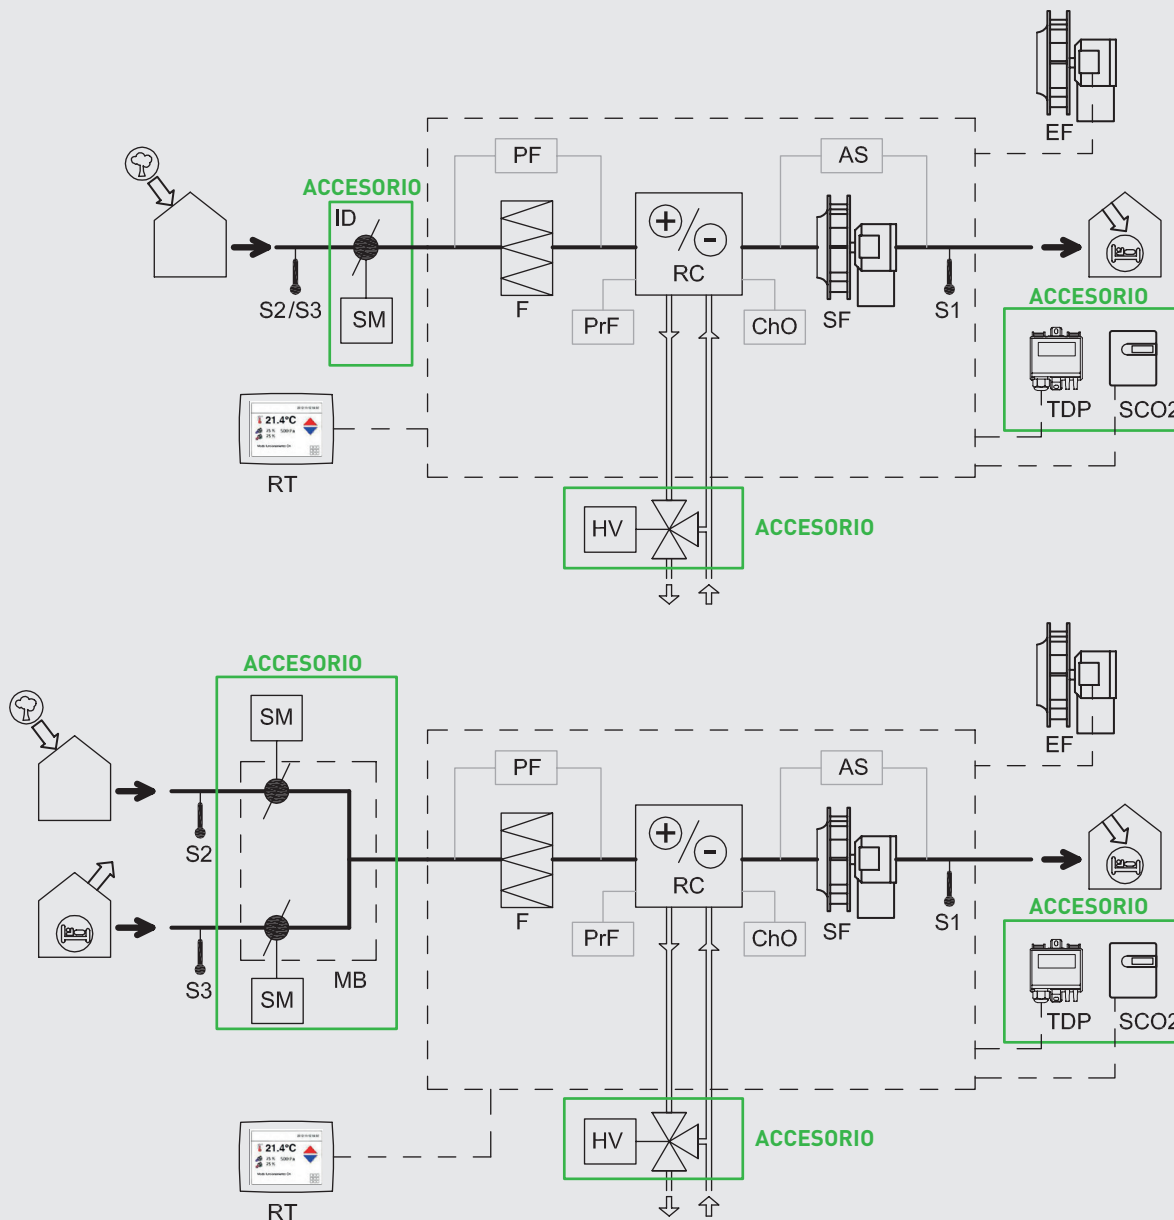 EF
PF
AS
ACCESORIO
ID
RC
S2/S3
SM
F
PrF
ChO
SF
S1
ACCESORIO
TDP
SCO2
21.4°C
RT
HV
ACCESORIO
ACCESORIO
SM
EF
PF
AS
S2
RC
F
PrF
ChO
SF
S1
ACCESORIO
S3
SM
MB
TDP
SCO2
21.4°C
HV
ACCESORIO
RT